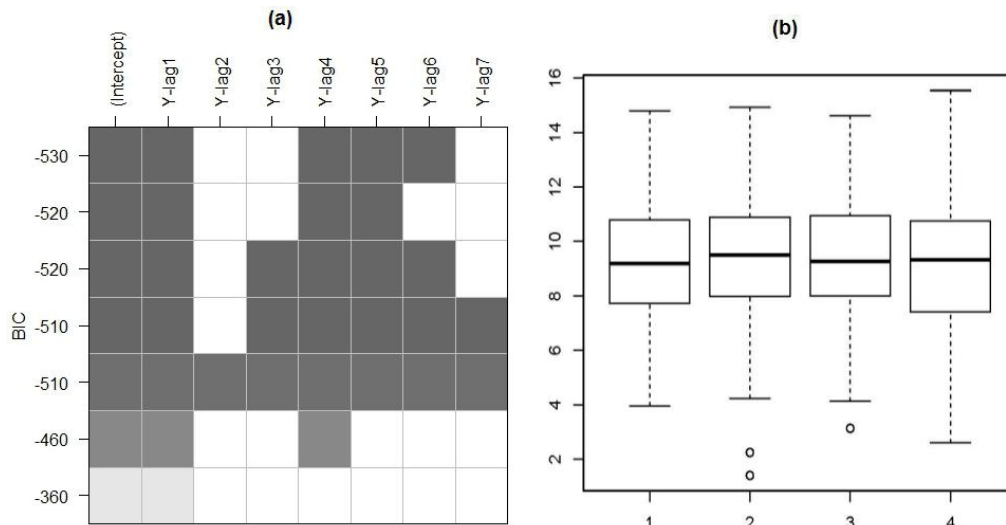 (a)
(Intercept)
Y-lag1
Y-lag2
Y-lag3
Y-lag4
Y-lag5
Y-lag6
Y-lag7
BIC
-530
-520
-520
-510
-510
-460
-360
(b)
16
14
12
10
8
6
4
2
1 2 3 4